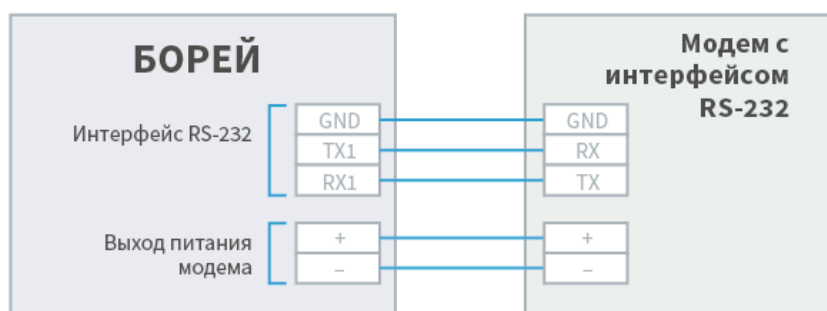 БОРЕЙ
Интерфейс RS-232
GND
TX1
RX1
Выход питания
модема
+
–
Модем с
интерфейсом
RS-232
GND
RX
TX
+
–